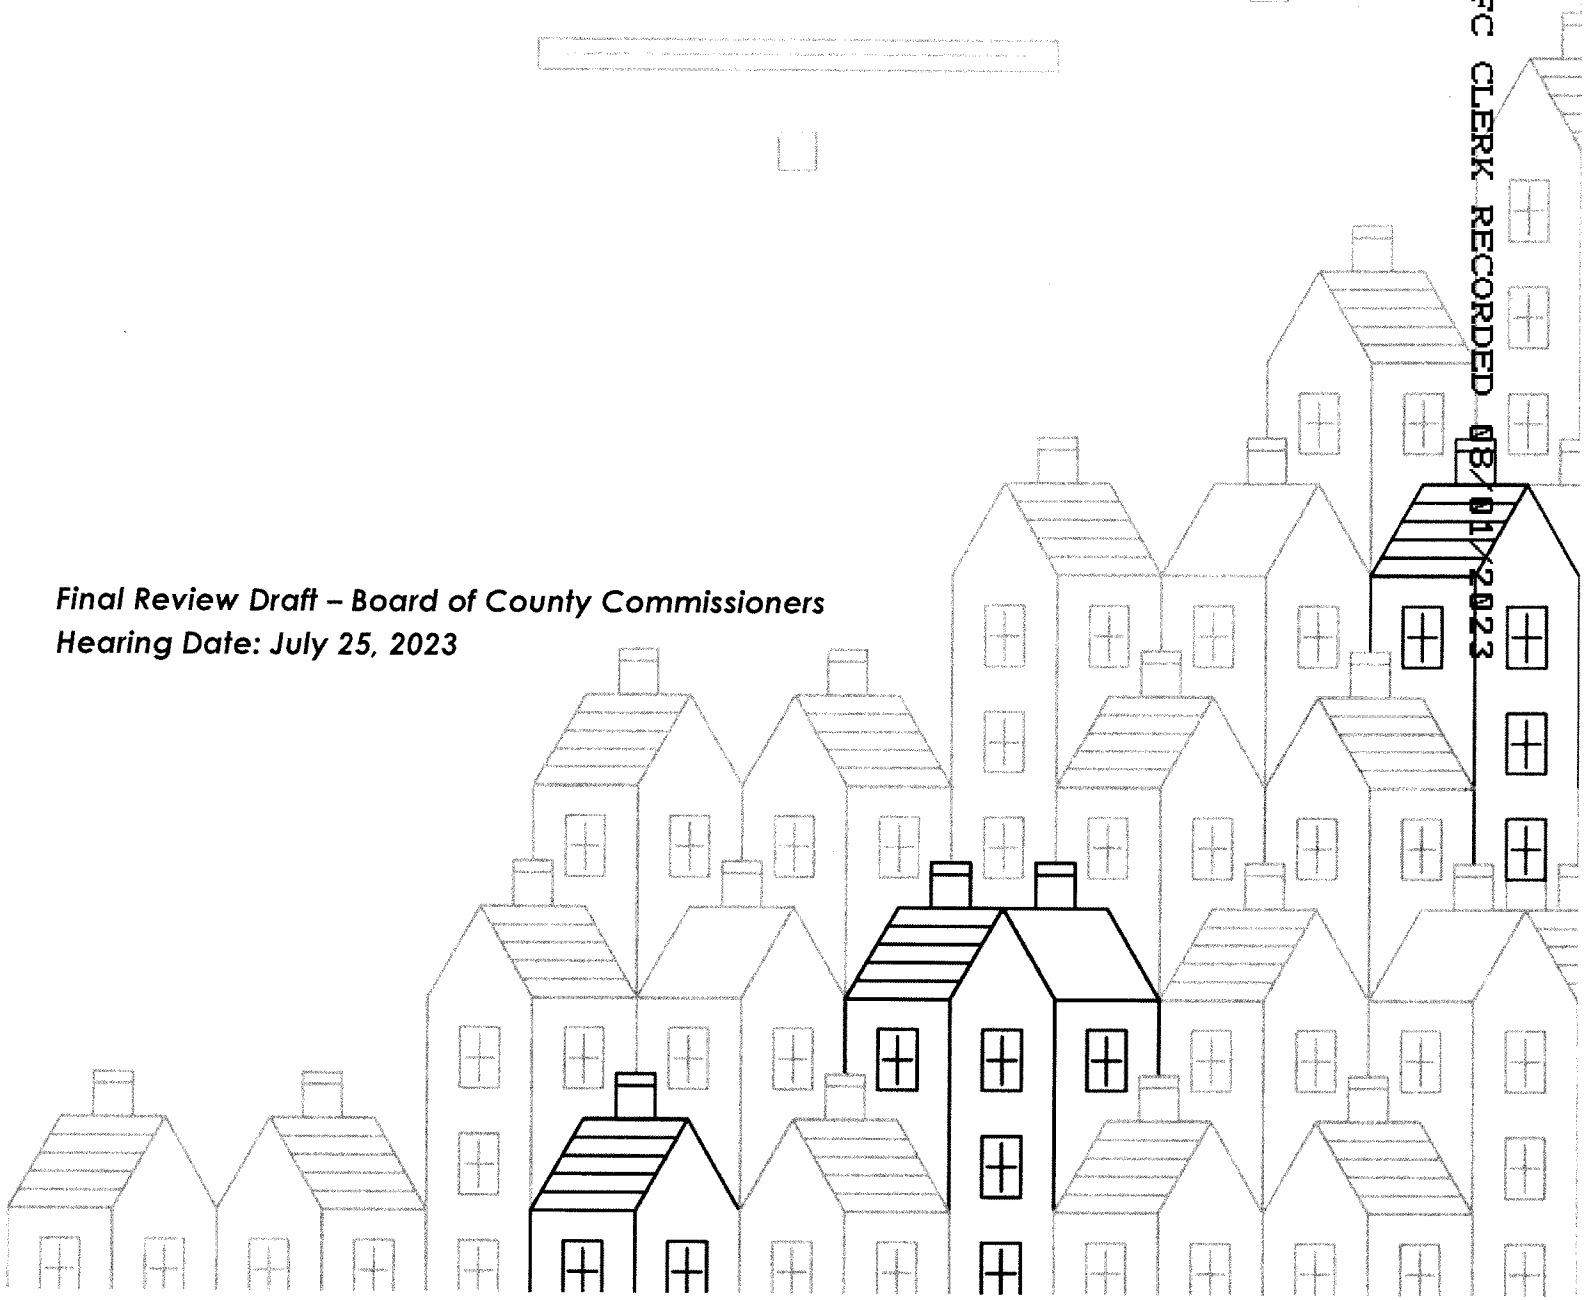 FC CLERK RECORDED 08/01/2023
Final Review Draft – Board of County Commissioners
Hearing Date: July 25, 2023